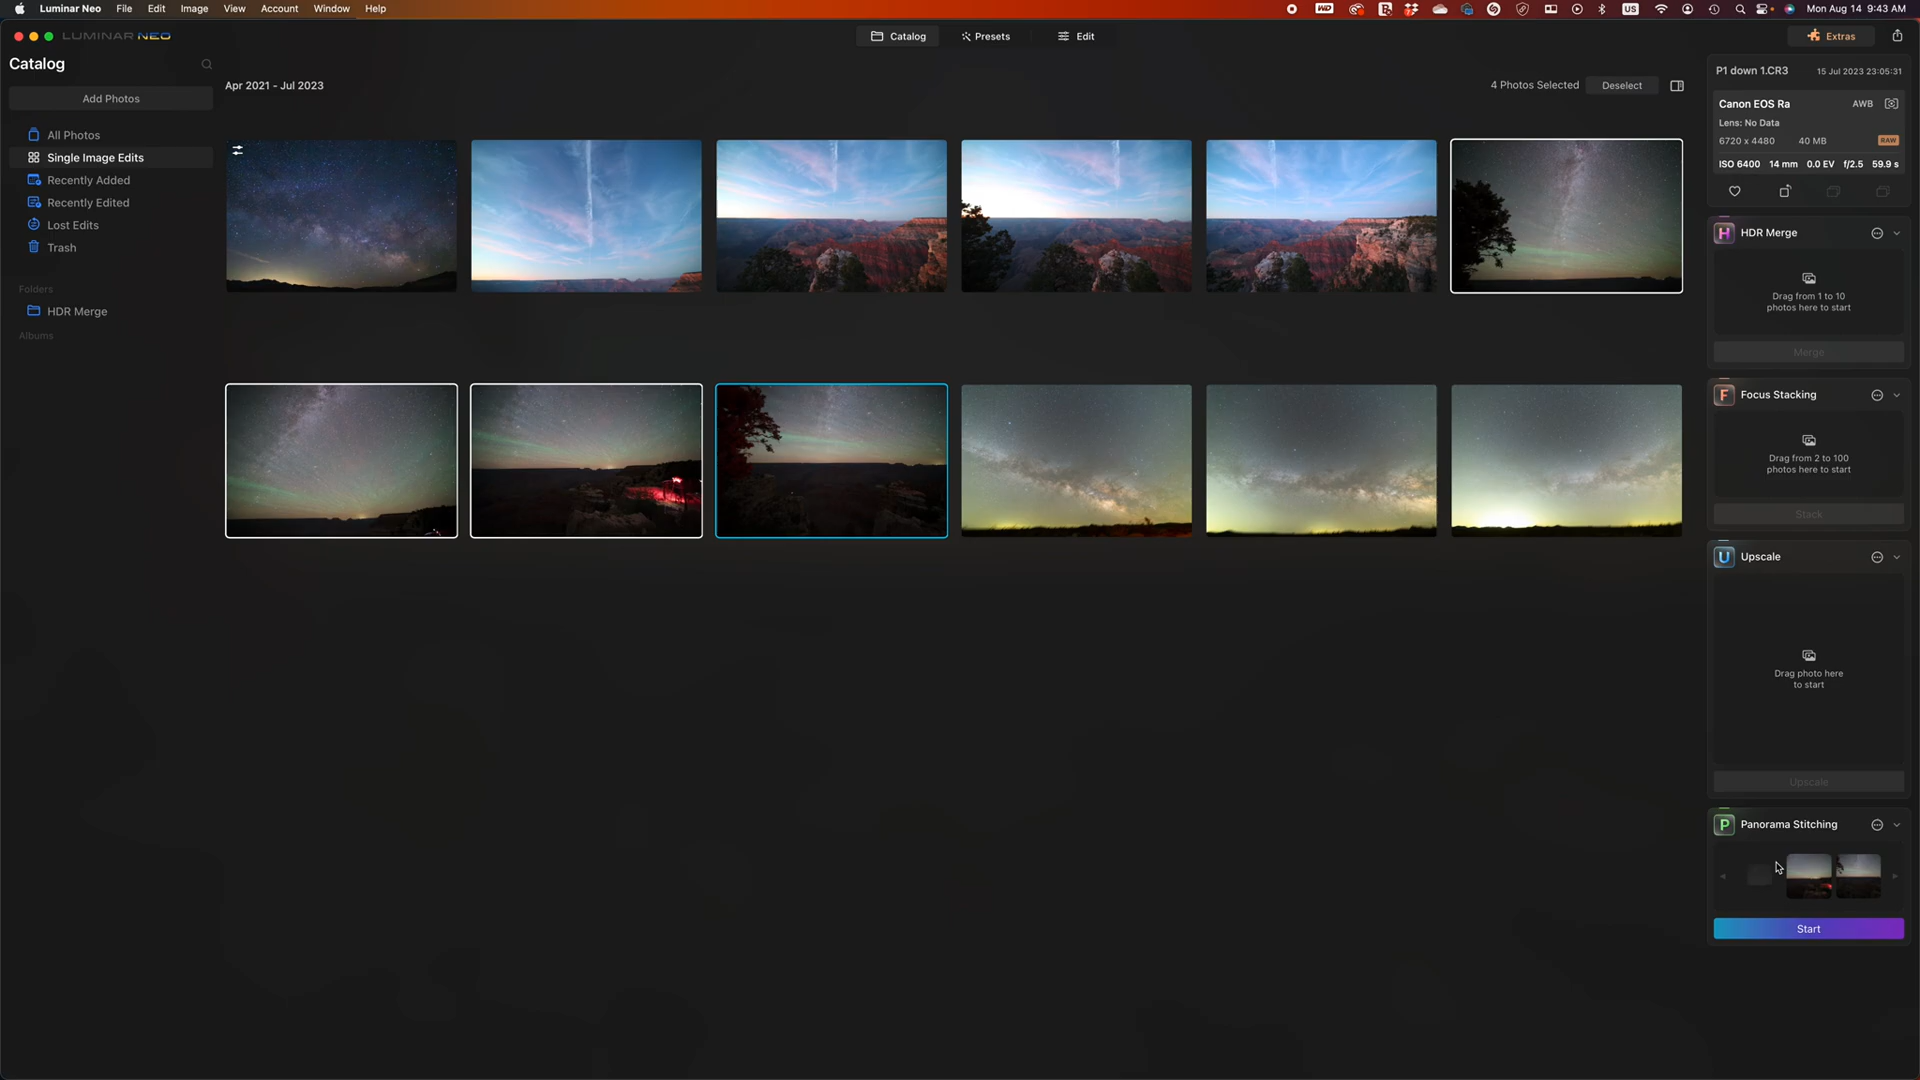 Luminar Neo File Edit Image View Account Window Help
US Mon Aug 14 9:43 AM
LUMINAR NEO
Catalog Presets Edit
Extras
Catalog
Add Photos
All Photos
Single Image Edits
Recently Added
Recently Edited
Lost Edits
Trash
Folders
HDR Merge
Albums
Apr 2021 - Jul 2023
4 Photos Selected Deselect
P1 down 1.CR3 15 Jul 2023 23:05:31
Canon EOS Ra AWB
Lens: No Data
6720 x 4480 40 MB RAW
ISO 6400 14 mm 0.0 EV f/2.5 59.9 s
H HDR Merge
Drag from 1 to 10
photos here to start
Merge
F Focus Stacking
Drag from 2 to 100
photos here to start
Stack
U Upscale
Drag photo here
to start
Upscale
P Panorama Stitching
Start